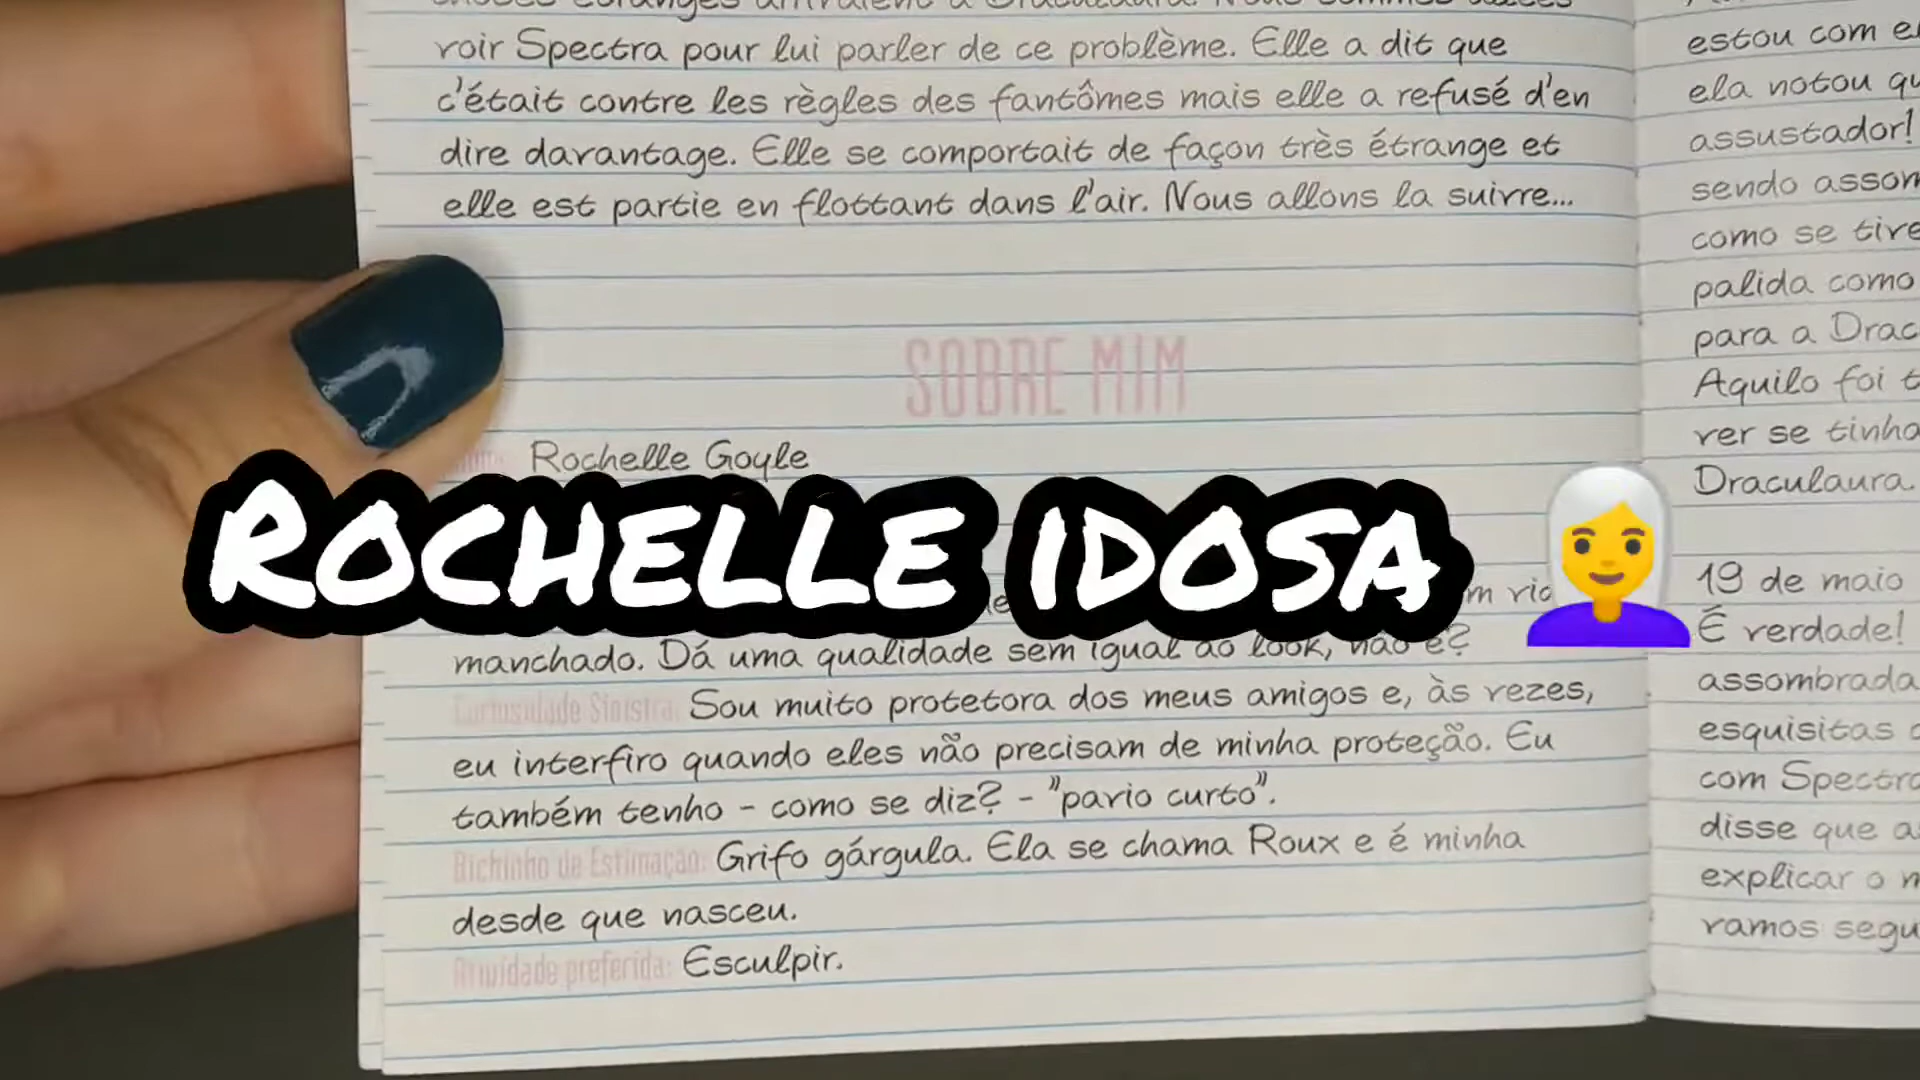 voir Spectra pour lui parler de ce problème. Elle a dit que
c'était contre les règles des fantômes mais elle a refusé d'en
dire davantage. Elle se comportait de façon très étrange et
elle est partie en flottant dans l'air. Nous allons la suivre...
SOBRE MIM
Rochelle Goyle
ROCHELLE IDOSA
manchado. Dá uma qualidade sem igual ao look, não é?
Curiosidade Sinistra: Sou muito protetora dos meus amigos e, às vezes,
eu interfiro quando eles não precisam de minha proteção. Eu
também tenho - como se diz? - "pavio curto".
Bichinho de Estimação: Grifo gárgula. Ela se chama Roux e é minha
desde que nasceu.
Atividade preferida: Esculpir.
estou com
ela notou
assustador!
sendo
como se
palida como
para a
Aquilo foi
ver se tinha
Draculaura.
19 de maio
É verdade!
assombrada
esquisitas
com Spectra
disse que
explicar o